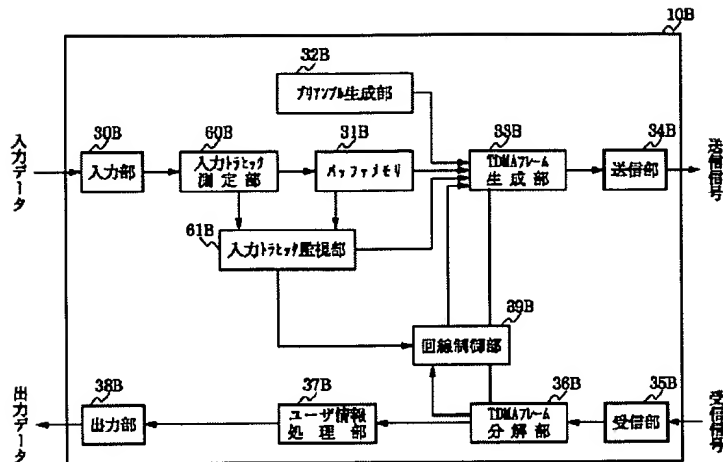 10B
32B
プリアンブル生成部
入力データ
30B
入力部
60B
入力トラヒック
測定部
31B
バッファメモリ
33B
TDMAフレーム
生成部
34B
送信部
送信信号
61B
入力トラヒック監視部
39B
回線制御部
出力データ
38B
出力部
37B
ユーザ情報
処理部
36B
TDMAフレーム
分解部
35B
受信部
受信信号